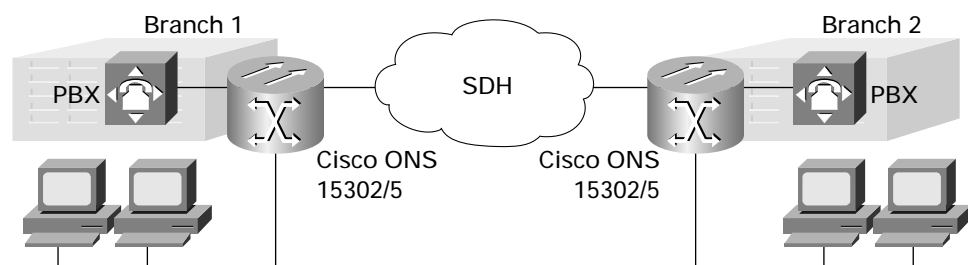 Branch 1
Branch 2
PBX
SDH
PBX
Cisco ONS
15302/5
Cisco ONS
15302/5